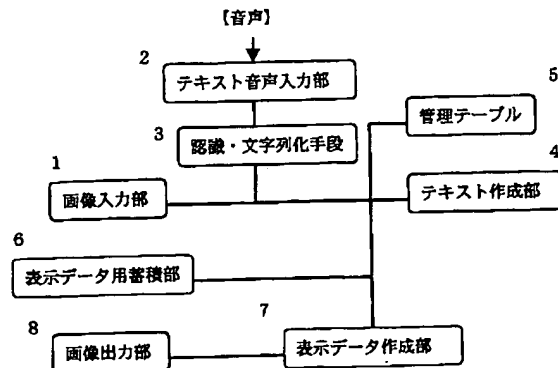 【音声】
2
テキスト音声入力部
5
管理テーブル
3
認識・文字列化手段
1
画像入力部
4
テキスト作成部
6
表示データ用蓄積部
7
表示データ作成部
8
画像出力部